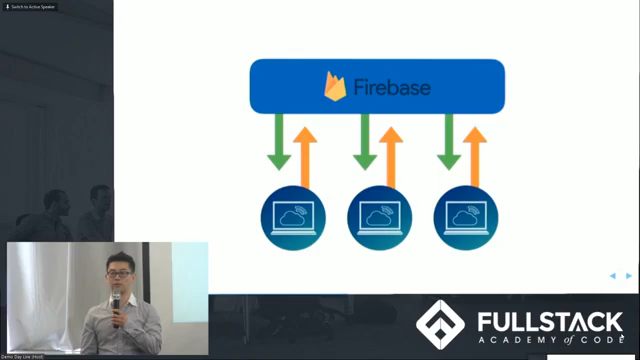 Switch to Active Speaker
Firebase
Demo Day Live (Host)
FULLSTACK
ACADEMY of CODE